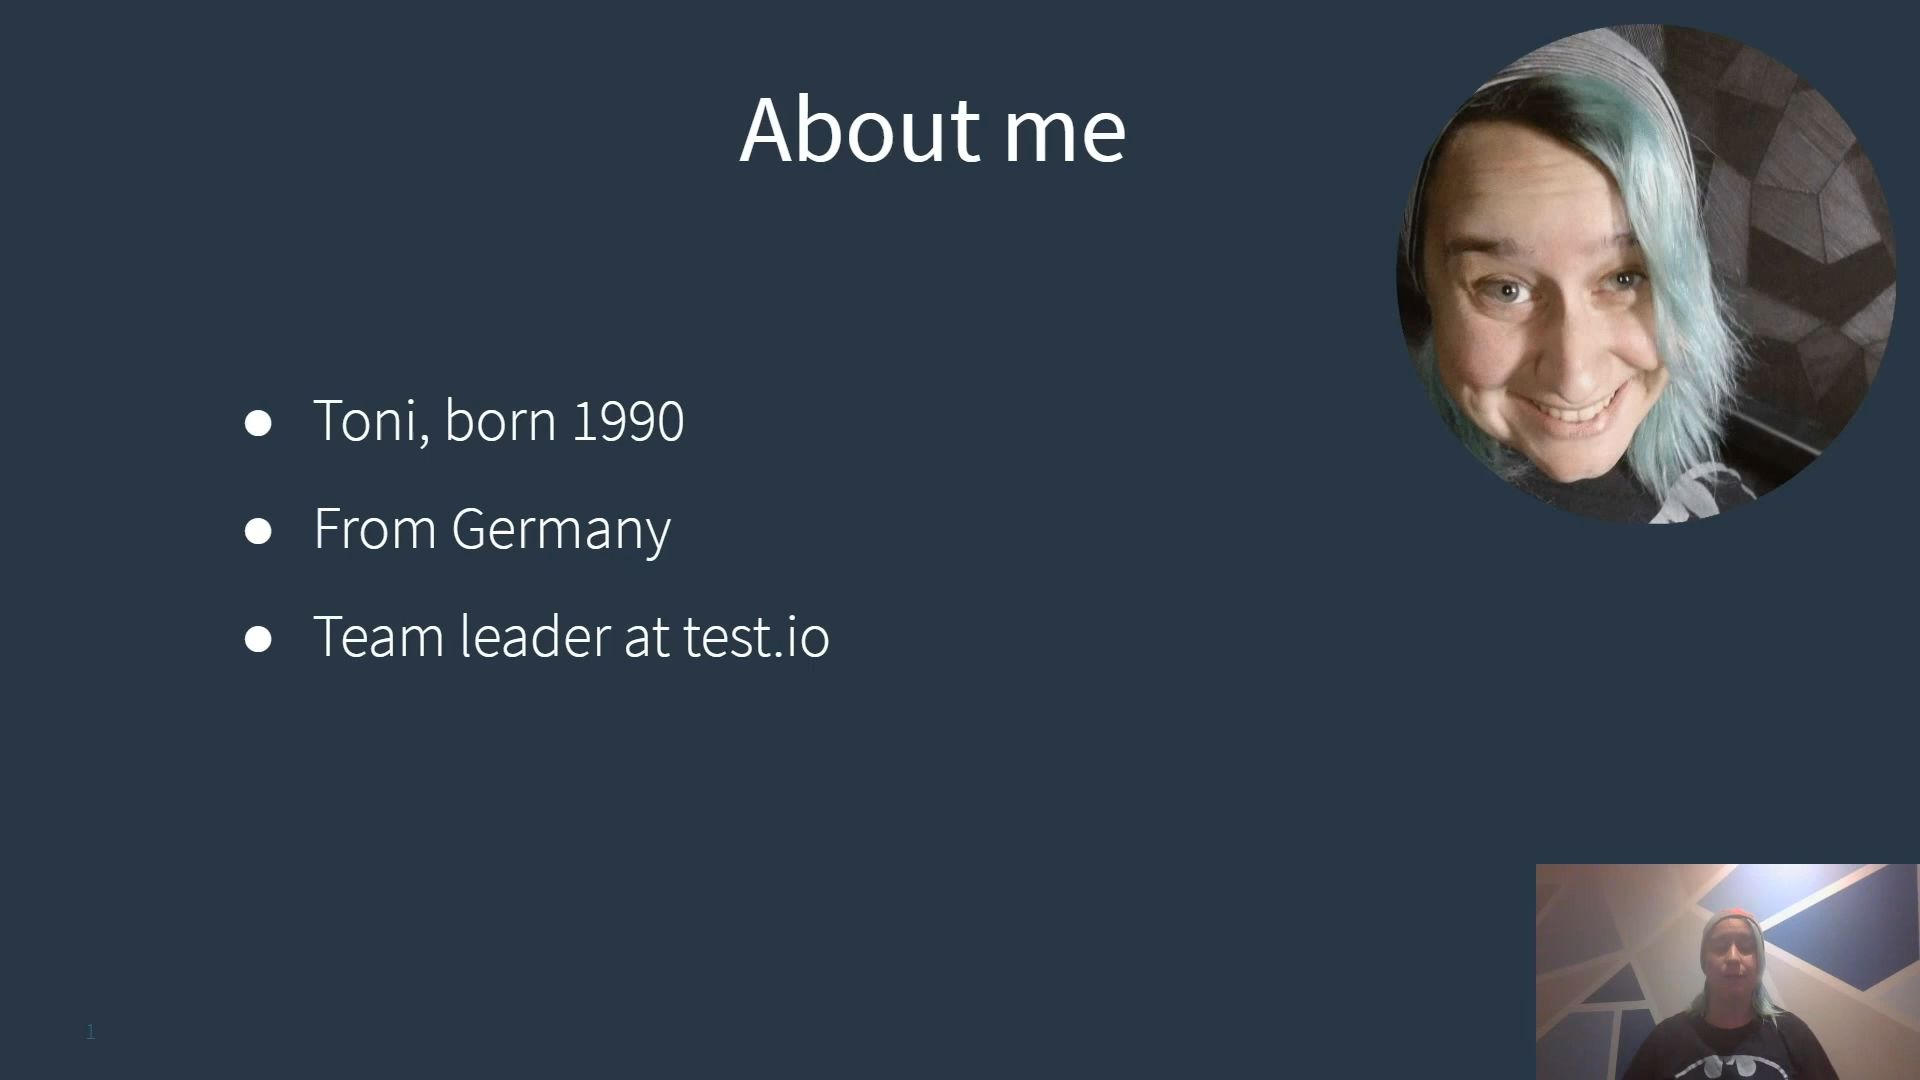 About me
● Toni, born 1990
● From Germany
● Team leader at test.io
1